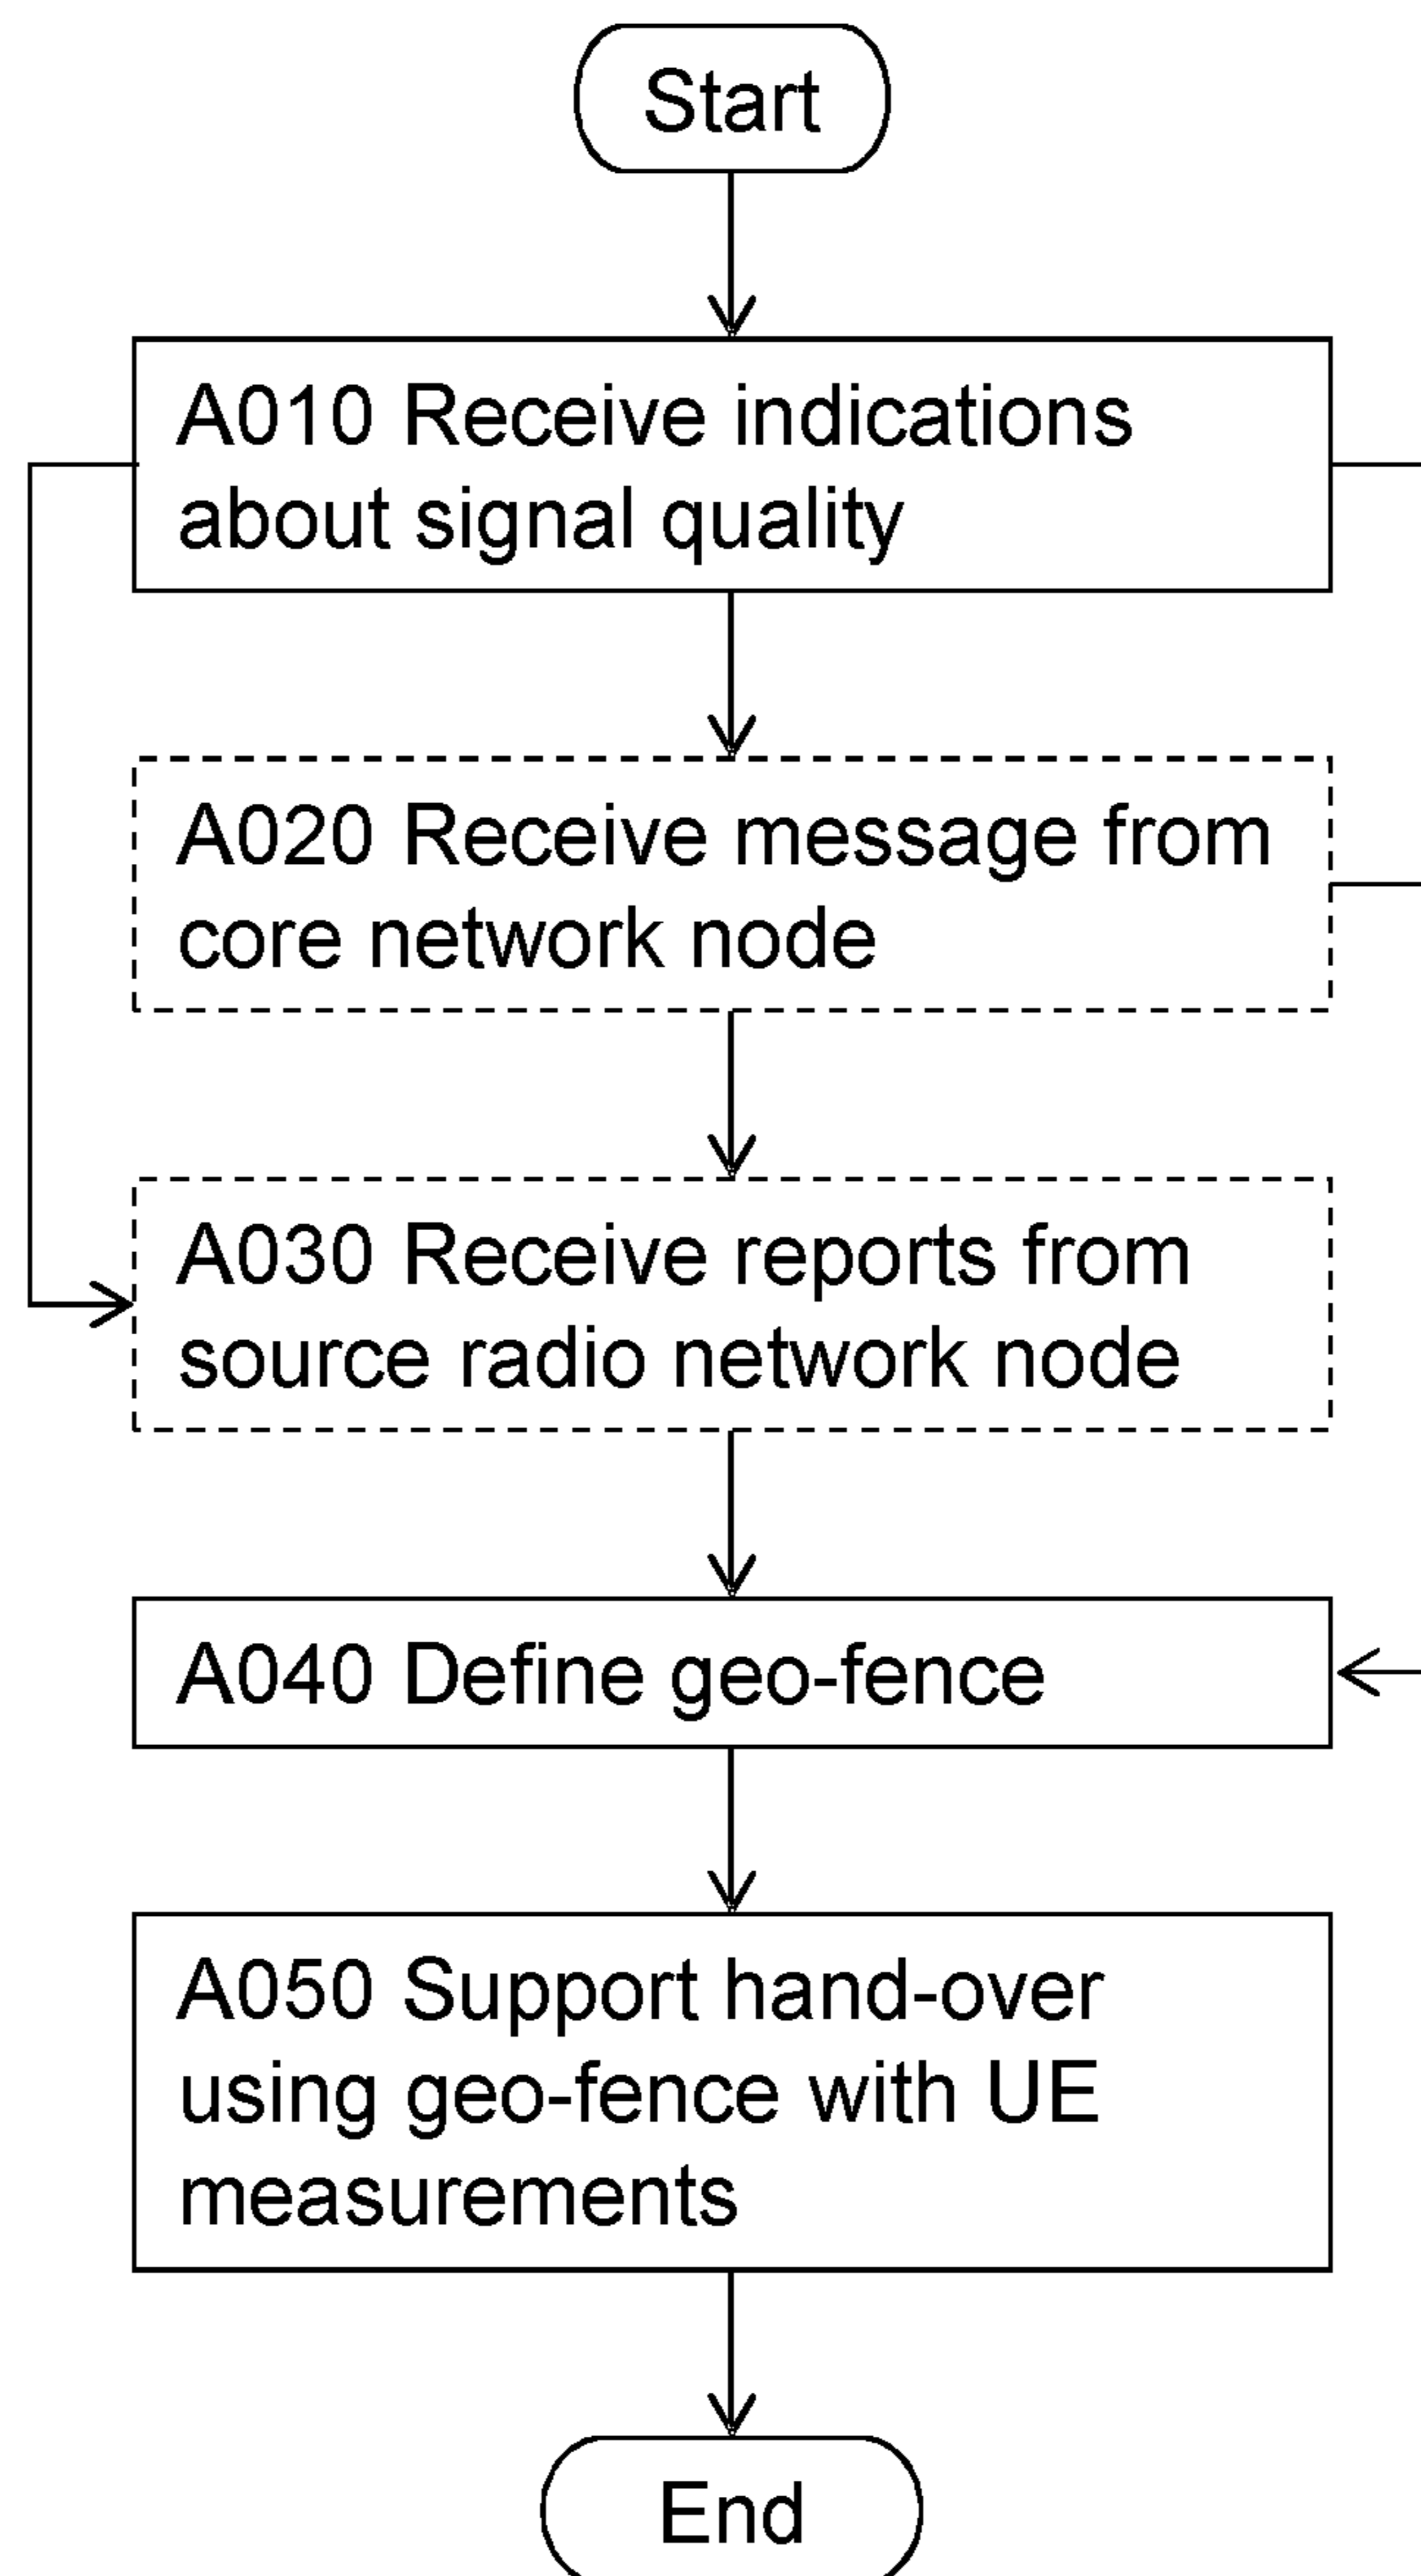 Start
A010 Receive indications
about signal quality
A020 Receive message from
core network node
A030 Receive reports from
source radio network node
A040 Define geo-fence
A050 Support hand-over
using geo-fence with UE
measurements
End